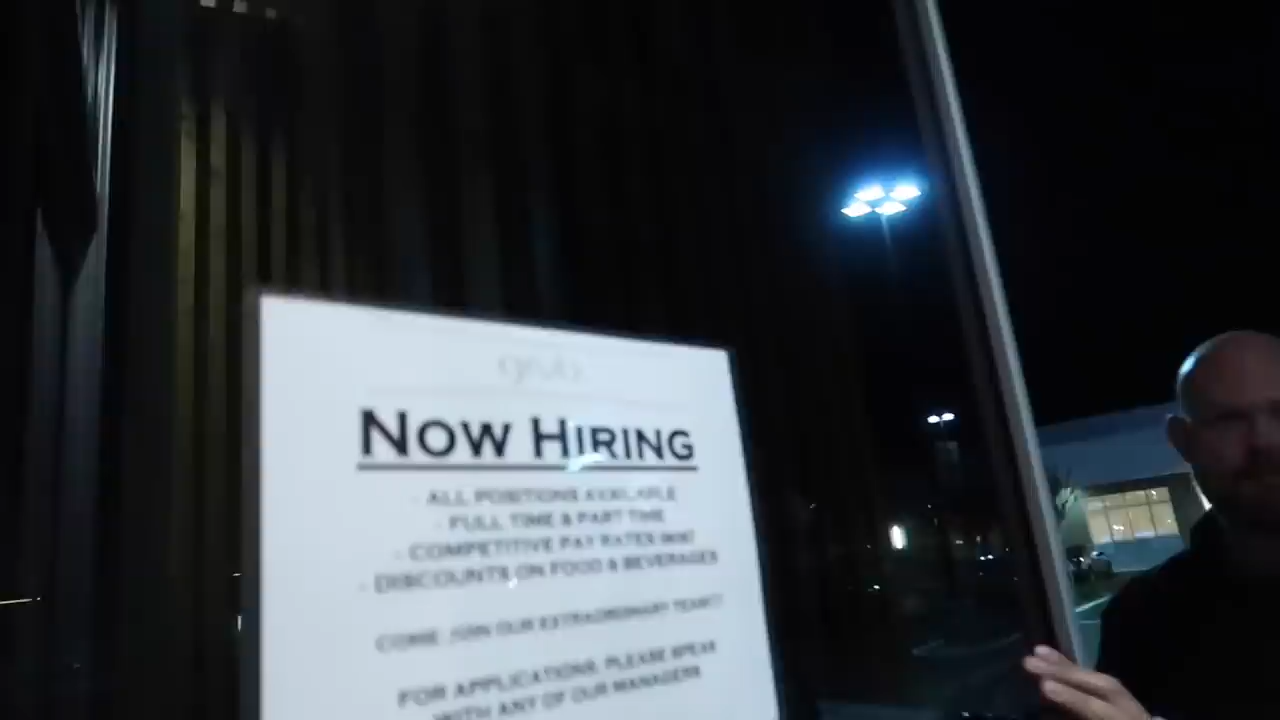 grub
NOW HIRING
- ALL POSITIONS AVAILABLE
- FULL TIME & PART TIME
- COMPETITIVE PAY RATES
- DISCOUNTS ON FOOD & BEVERAGES
COME JOIN OUR EXTRAORDINARY TEAM!!
FOR APPLICATIONS, PLEASE SPEAK
WITH ANY OF OUR MANAGERS